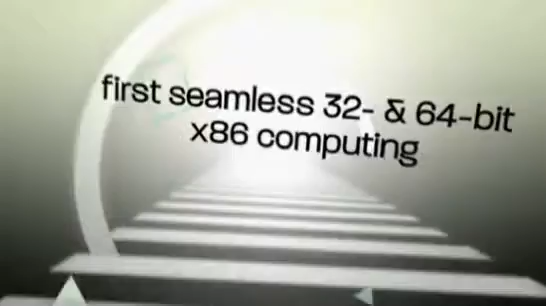 first seamless 32- & 64-bit
x86 computing